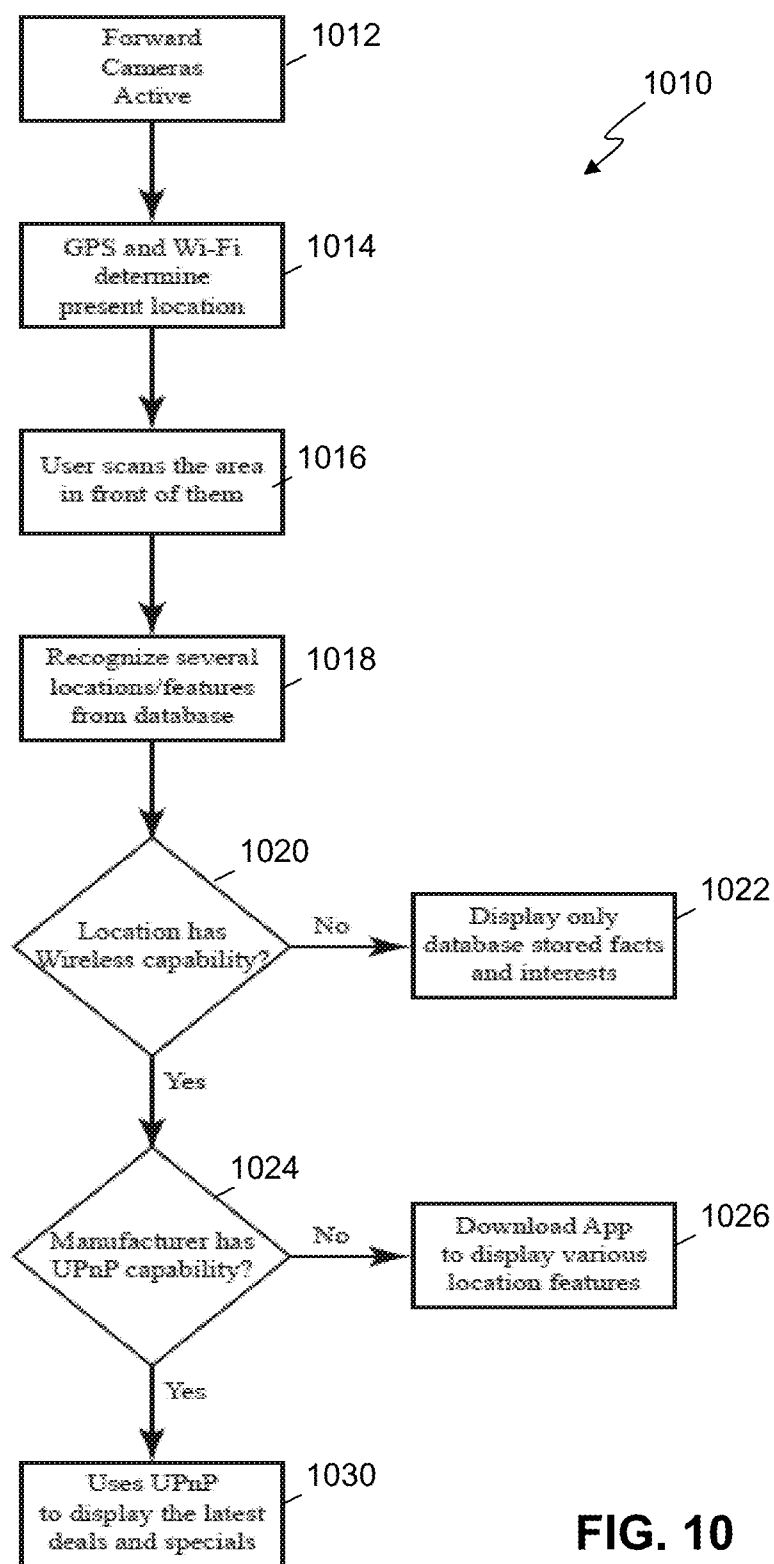 Forward
Cameras
Active
1012
1010
GPS and Wi-Fi
determine
present location
1014
User scans the area
in front of them
1016
Recognize several
locations/features
from database
1018
1020
Location has
Wireless capability?
No
Display only
database stored facts
and interests
1022
Yes
1024
Manufacturer has
UPnP capability?
No
Download App
to display various
location features
1026
Yes
Uses UPnP
to display the latest
deals and specials
1030
FIG. 10